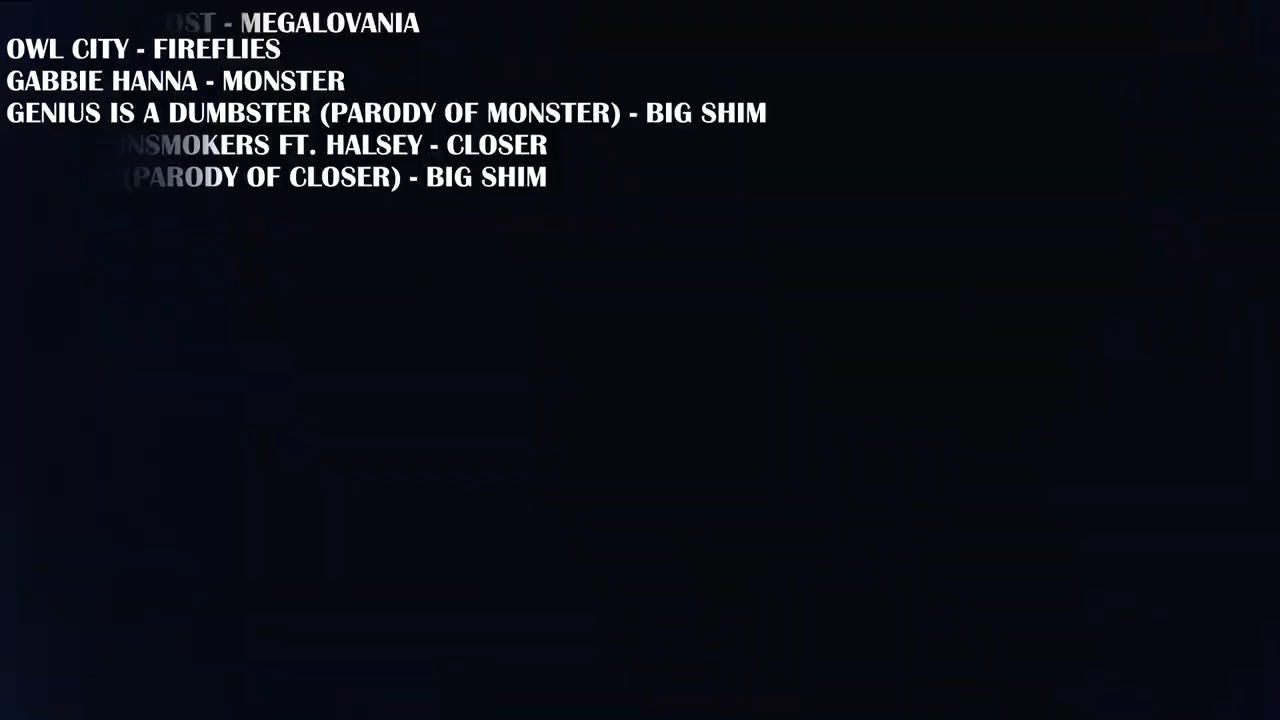 OST - MEGALOVANIA
OWL CITY - FIREFLIES
GABBIE HANNA - MONSTER
GENIUS IS A DUMBSTER (PARODY OF MONSTER) - BIG SHIM
NSMOKERS FT. HALSEY - CLOSER
(PARODY OF CLOSER) - BIG SHIM